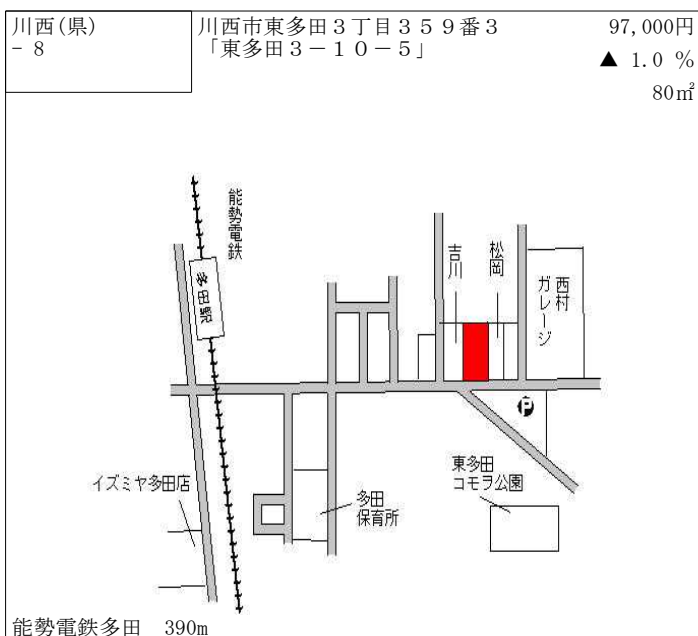 川西(県)
－ 8
川西市東多田３丁目３５９番３
「東多田３－１０－５」
97,000円
▲ 1.0 %
80㎡
能勢電鉄
多田駅
吉川
松岡
西村
ガレージ
P
イズミヤ多田店
多田
保育所
東多田
コモヲ公園
能勢電鉄多田　390m